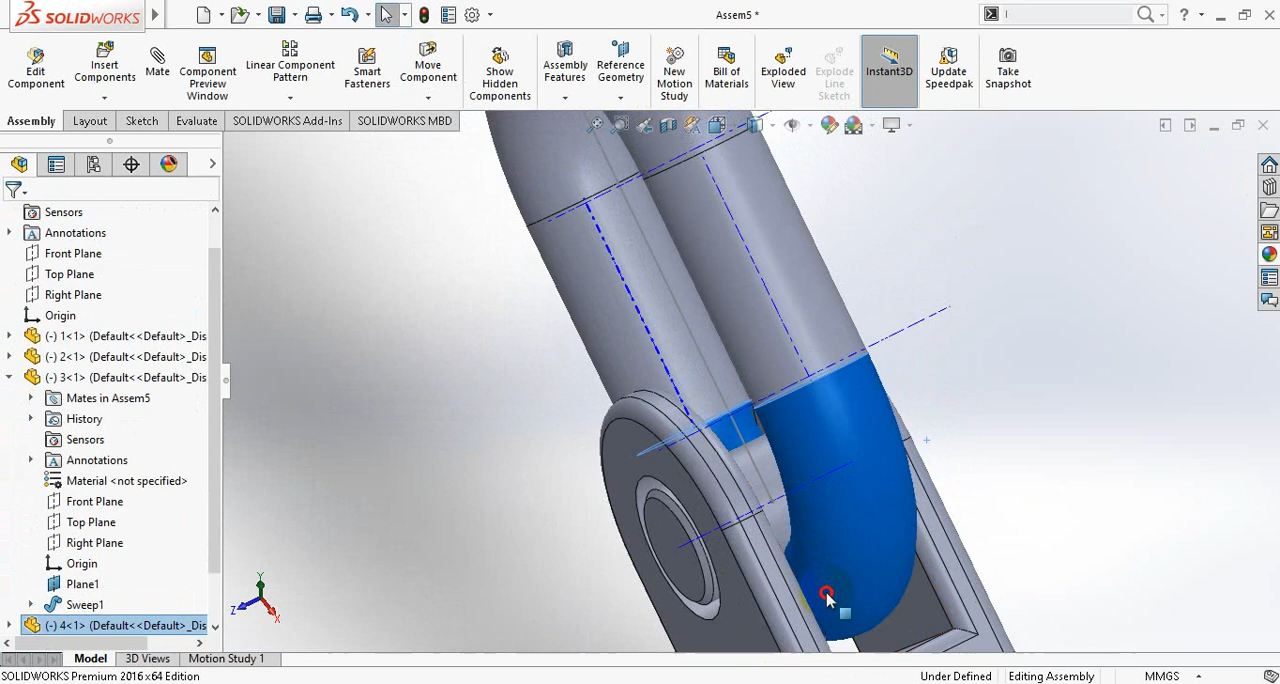 SOLIDWORKS
Assem5 *
Edit Component
Insert Components
Mate
Component Preview Window
Linear Component Pattern
Smart Fasteners
Move Component
Show Hidden Components
Assembly Features
Reference Geometry
New Motion Study
Bill of Materials
Exploded View
Explode Line Sketch
Instant3D
Update Speedpak
Take Snapshot
Assembly
Layout
Sketch
Evaluate
SOLIDWORKS Add-Ins
SOLIDWORKS MBD
Sensors
Annotations
Front Plane
Top Plane
Right Plane
Origin
(-) 1<1> (Default<<Default>_Dis
(-) 2<1> (Default<<Default>_Dis
(-) 3<1> (Default<<Default>_Dis
Mates in Assem5
History
Sensors
Annotations
Material <not specified>
Front Plane
Top Plane
Right Plane
Origin
Plane1
Sweep1
(-) 4<1> (Default<<Default>_Dis
Y
Z
X
Model
3D Views
Motion Study 1
SOLIDWORKS Premium 2016 x64 Edition
Under Defined
Editing Assembly
MMGS